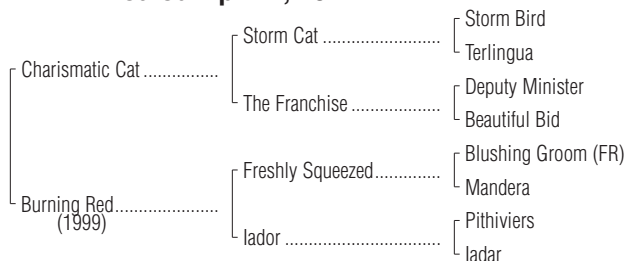 Storm Bird
Storm Cat
Terlingua
Charismatic Cat
Deputy Minister
The Franchise
Beautiful Bid
Blushing Groom (FR)
Freshly Squeezed
Mandera
Burning Red
(1999)
Pithiviers
Iador
Iadar